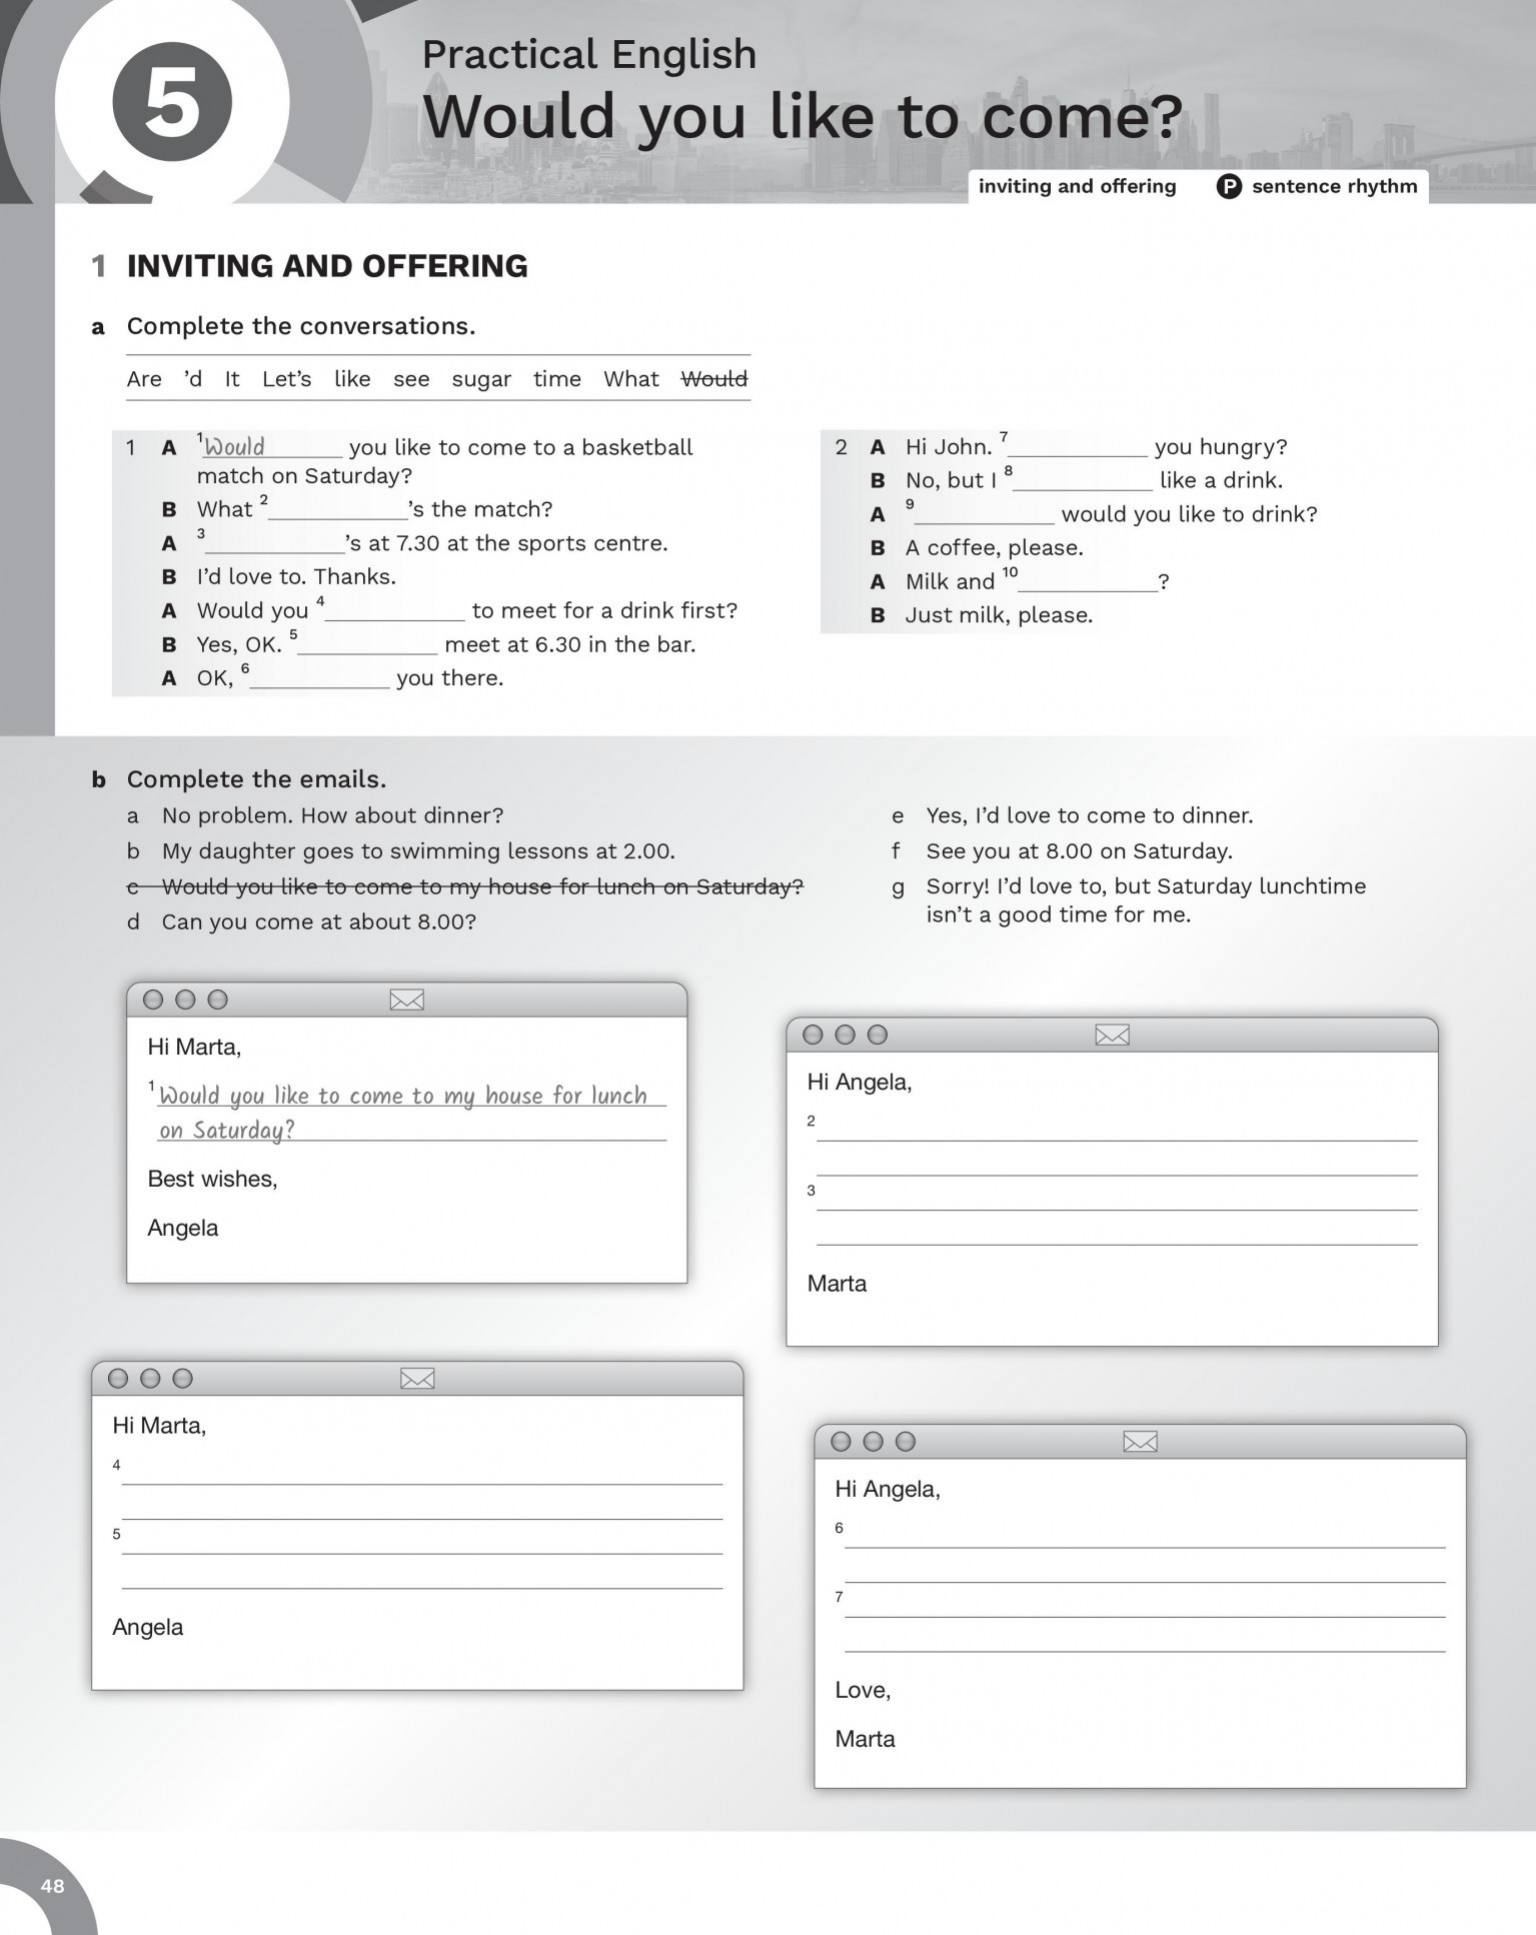 5
Practical English
Would you like to come?
inviting and offering P sentence rhythm
1 INVITING AND OFFERING
a Complete the conversations.
Are ’d It Let’s like see sugar time What Would
1 A ¹Would you like to come to a basketball
match on Saturday?
B What ²__________’s the match?
A ³__________’s at 7.30 at the sports centre.
B I’d love to. Thanks.
A Would you ⁴__________ to meet for a drink first?
B Yes, OK. ⁵__________ meet at 6.30 in the bar.
A OK, ⁶__________ you there.
2 A Hi John. ⁷__________ you hungry?
B No, but I ⁸__________ like a drink.
A ⁹__________ would you like to drink?
B A coffee, please.
A Milk and ¹⁰__________?
B Just milk, please.
b Complete the emails.
a No problem. How about dinner?
b My daughter goes to swimming lessons at 2.00.
c Would you like to come to my house for lunch on Saturday?
d Can you come at about 8.00?
e Yes, I’d love to come to dinner.
f See you at 8.00 on Saturday.
g Sorry! I’d love to, but Saturday lunchtime
isn’t a good time for me.
Hi Marta,
¹Would you like to come to my house for lunch
on Saturday?
Best wishes,
Angela
Hi Angela,
2
3
Marta
Hi Marta,
4
5
Angela
Hi Angela,
6
7
Love,
Marta
48